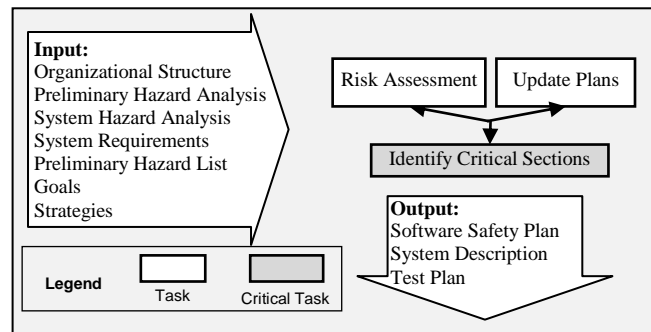 Input:
Organizational Structure
Preliminary Hazard Analysis
System Hazard Analysis
System Requirements
Preliminary Hazard List
Goals
Strategies
Risk Assessment
Update Plans
Identify Critical Sections
Output:
Software Safety Plan
System Description
Test Plan
Legend
Task
Critical Task